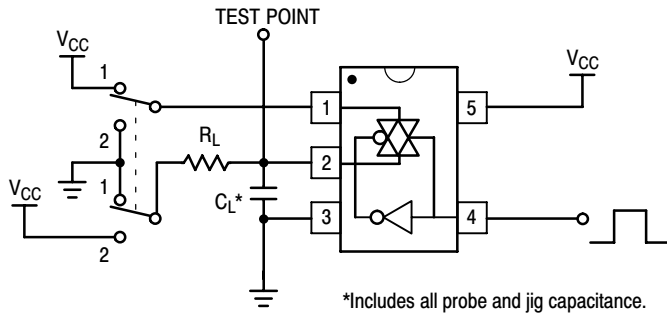 TEST POINT
VCC
1
2
RL
VCC
1
2
CL*
1
2
3
5
4
VCC
*Includes all probe and jig capacitance.